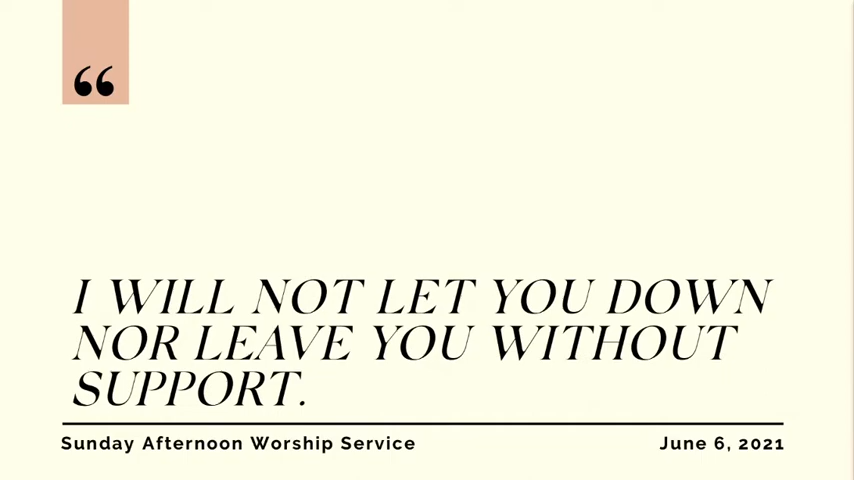 “
I WILL NOT LET YOU DOWN
NOR LEAVE YOU WITHOUT
SUPPORT.
Sunday Afternoon Worship Service
June 6, 2021